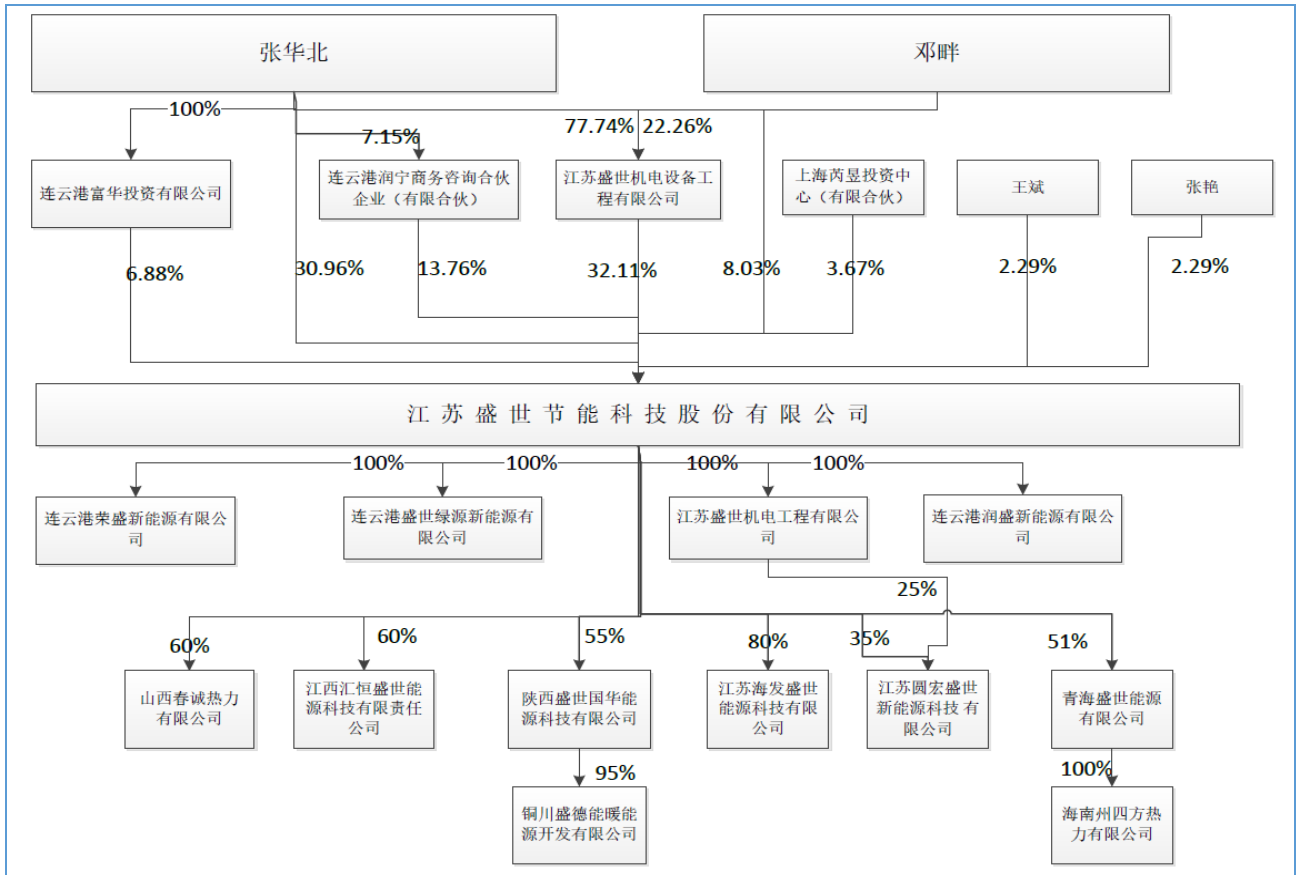 张华北
邓畔
100%
7.15%
77.74%
22.26%
连云港富华投资有限公司
连云港润宁商务咨询合伙
企业（有限合伙）
江苏盛世机电设备工
程有限公司
上海芮昱投资中
心（有限合伙）
王斌
张艳
6.88%
30.96%
13.76%
32.11%
8.03%
3.67%
2.29%
2.29%
江苏盛世节能科技股份有限公司
100%
100%
100%
100%
连云港荣盛新能源有限公
司
连云港盛世绿源新能源有
限公司
江苏盛世机电工程有限公
司
连云港润盛新能源有限公
司
25%
60%
60%
55%
80%
35%
51%
山西春诚热力
有限公司
江西汇恒盛世能
源科技有限责任
公司
陕西盛世国华能
源科技有限公司
江苏海发盛世
能源科技有限
公司
江苏圆宏盛世
新能源科技 有
限公司
青海盛世能源
有限公司
95%
100%
铜川盛德能暖能
源开发有限公司
海南州四方热
力有限公司